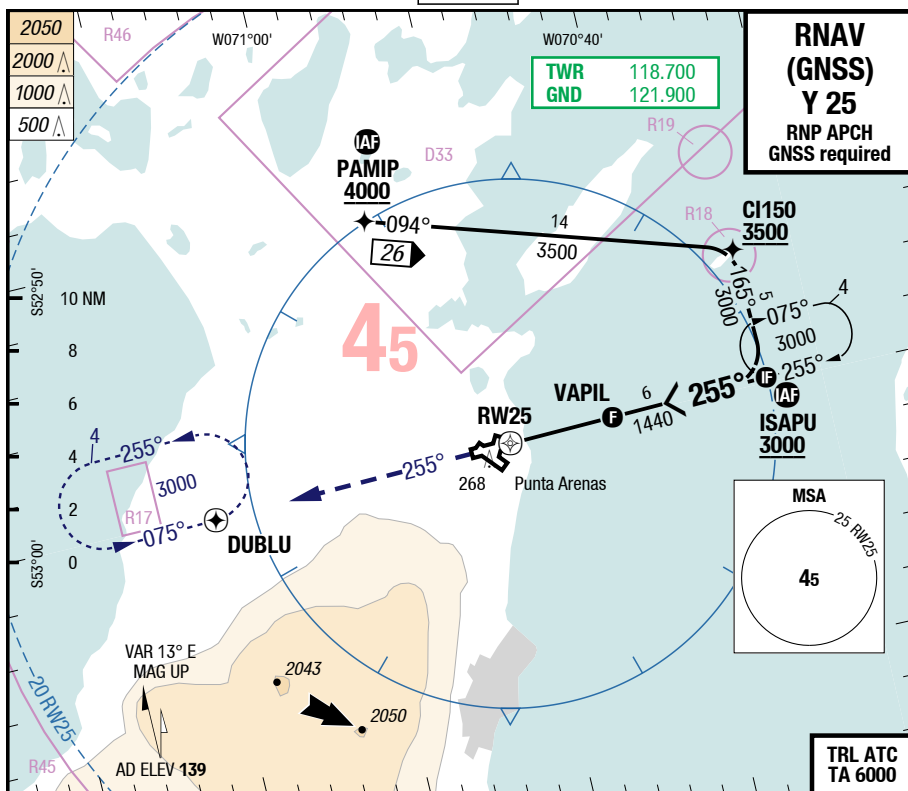 2050
2000
1000
500
R46
W071°00'
W070°40'
TWR 118.700
GND 121.900
RNAV
(GNSS)
Y 25
RNP APCH
GNSS required
R19
D33
IAF
PAMIP
4000
094°
14
3500
26
R18
CI150
3500
165°
5
3000
075°
4
3000
255°
S52°50'
10 NM
8
6
4
2
0
S53°00'
45
VAPIL
F
6
1440
255°
IF
IAF
ISAPU
3000
RW25
268
Punta Arenas
255°
4
255°
3000
R17
075°
DUBLU
MSA
25 RW25
45
VAR 13° E
MAG UP
2043
2050
20 RW25
R45
AD ELEV 139
TRL ATC
TA 6000